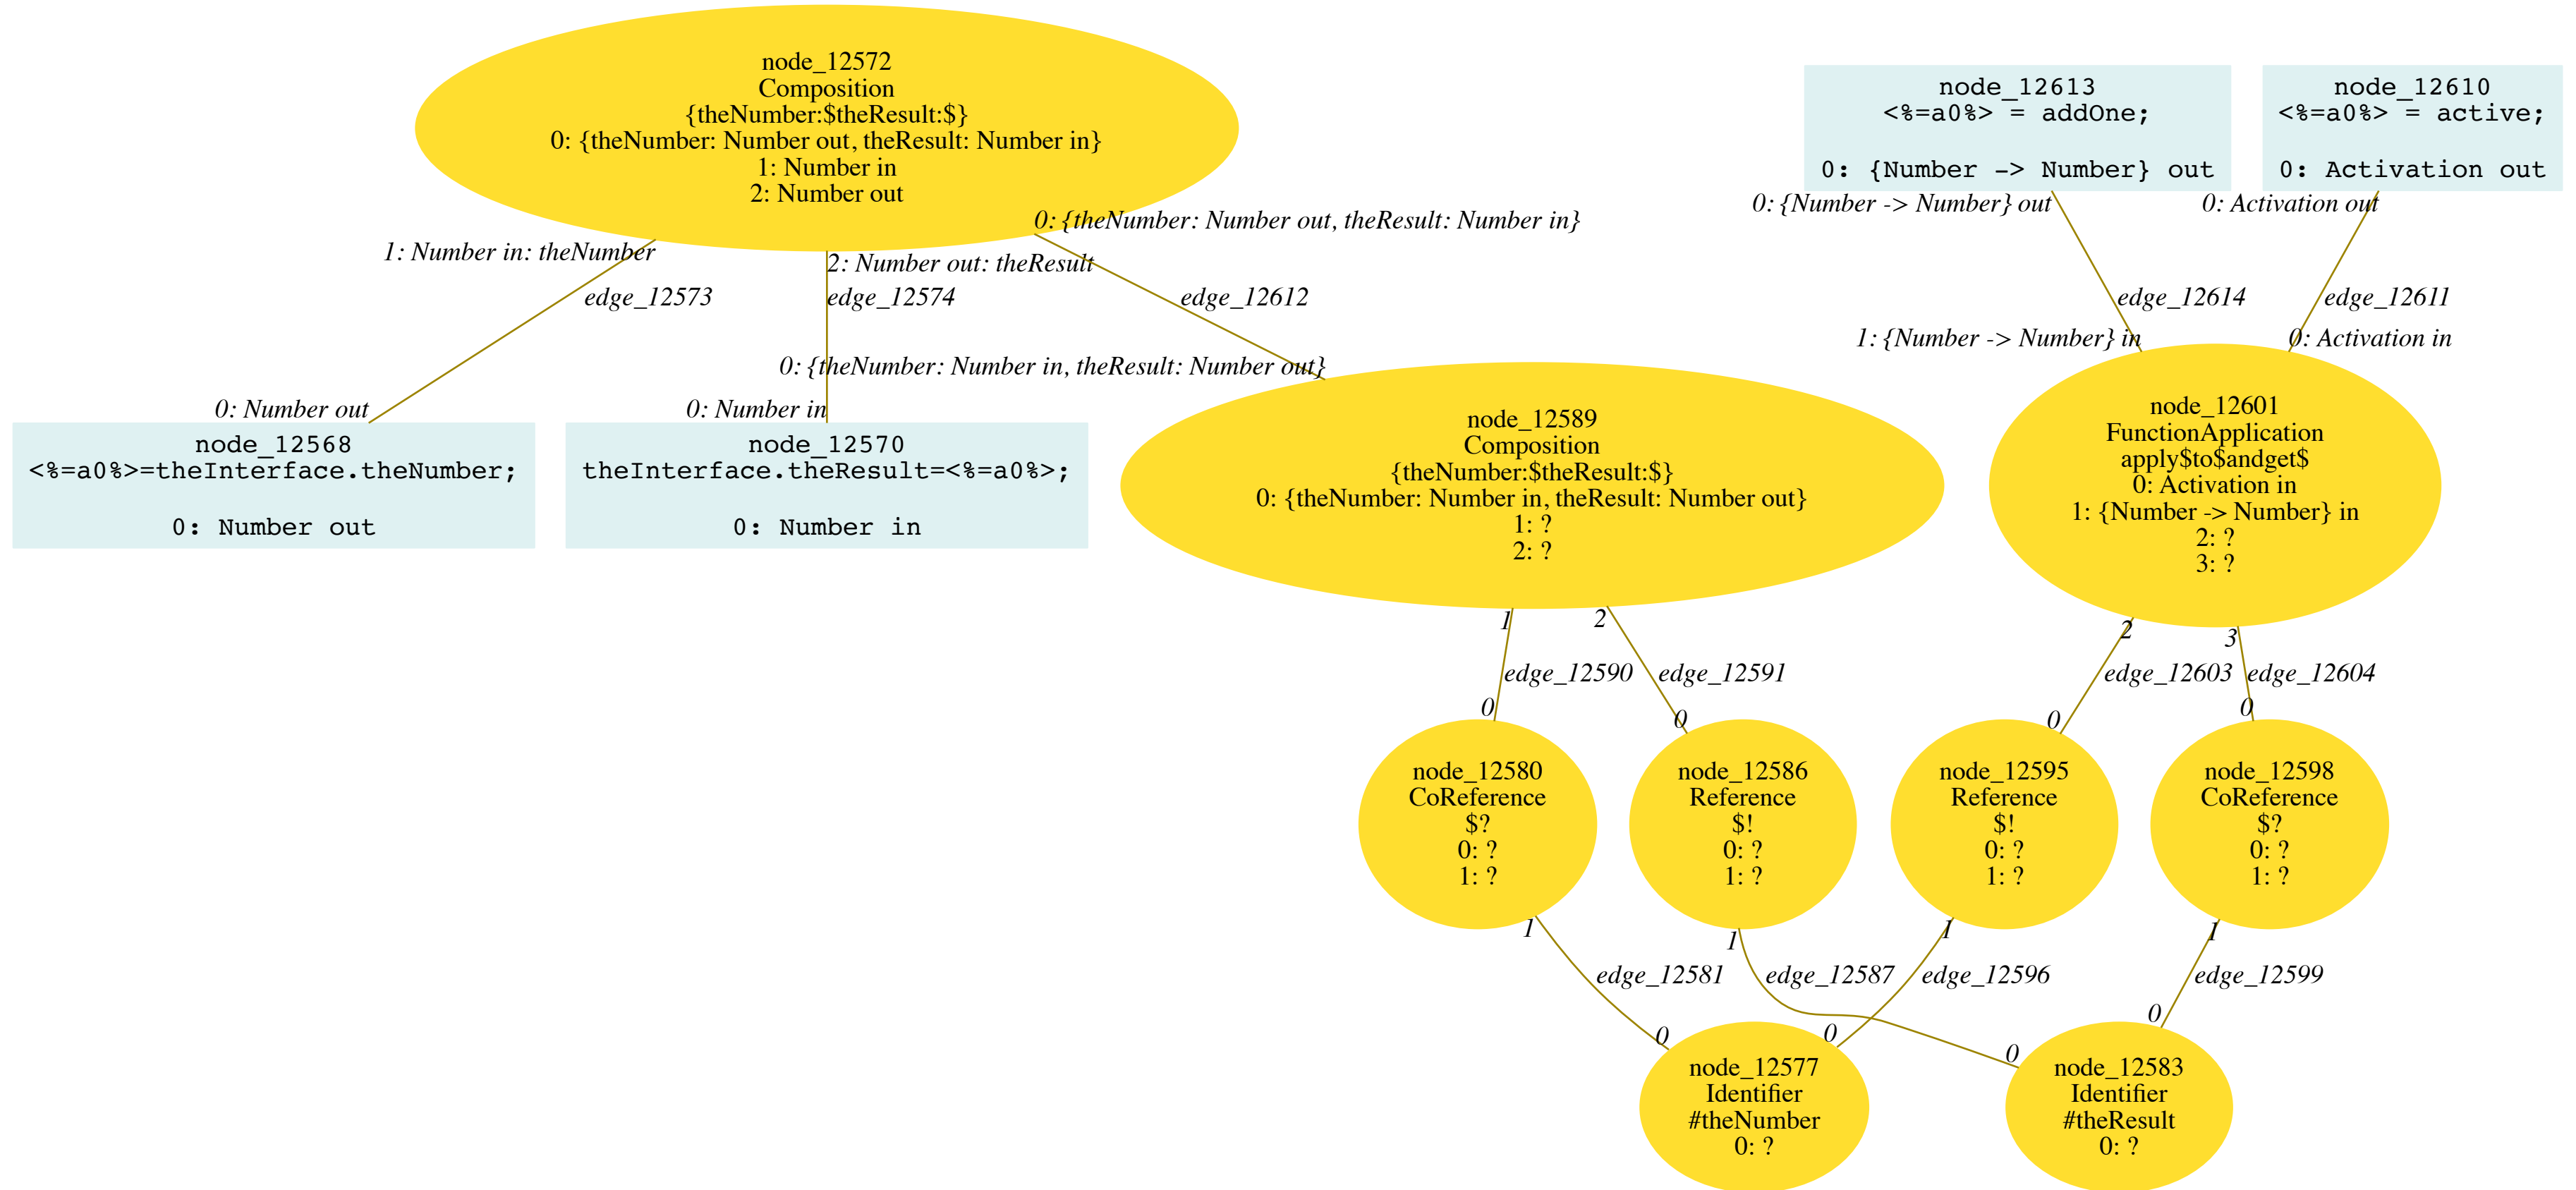 node_12572
Composition
{theNumber:$theResult:$}
0: {theNumber: Number out, theResult: Number in}
1: Number in
2: Number out
node_12613
<%=a0%> = addOne;
0: {Number -> Number} out
node_12610
<%=a0%> = active;
0: Activation out
0: {Number -> Number} out
0: Activation out
0: {theNumber: Number out, theResult: Number in}
1: Number in: theNumber
2: Number out: theResult
edge_12573
edge_12574
edge_12612
edge_12614
edge_12611
1: {Number -> Number} in
0: Activation in
0: {theNumber: Number in, theResult: Number out}
0: Number out
0: Number in
node_12568
<%=a0%>=theInterface.theNumber;
0: Number out
node_12570
theInterface.theResult=<%=a0%>;
0: Number in
node_12589
Composition
{theNumber:$theResult:$}
0: {theNumber: Number in, theResult: Number out}
1: ?
2: ?
node_12601
FunctionApplication
apply$to$andget$
0: Activation in
1: {Number -> Number} in
2: ?
3: ?
1
2
2
3
edge_12590
edge_12591
edge_12603
edge_12604
0
0
0
0
node_12580
CoReference
$?
0: ?
1: ?
node_12586
Reference
$!
0: ?
1: ?
node_12595
Reference
$!
0: ?
1: ?
node_12598
CoReference
$?
0: ?
1: ?
1
1
1
1
edge_12581
edge_12587
edge_12596
edge_12599
0
0
0
0
node_12577
Identifier
#theNumber
0: ?
node_12583
Identifier
#theResult
0: ?